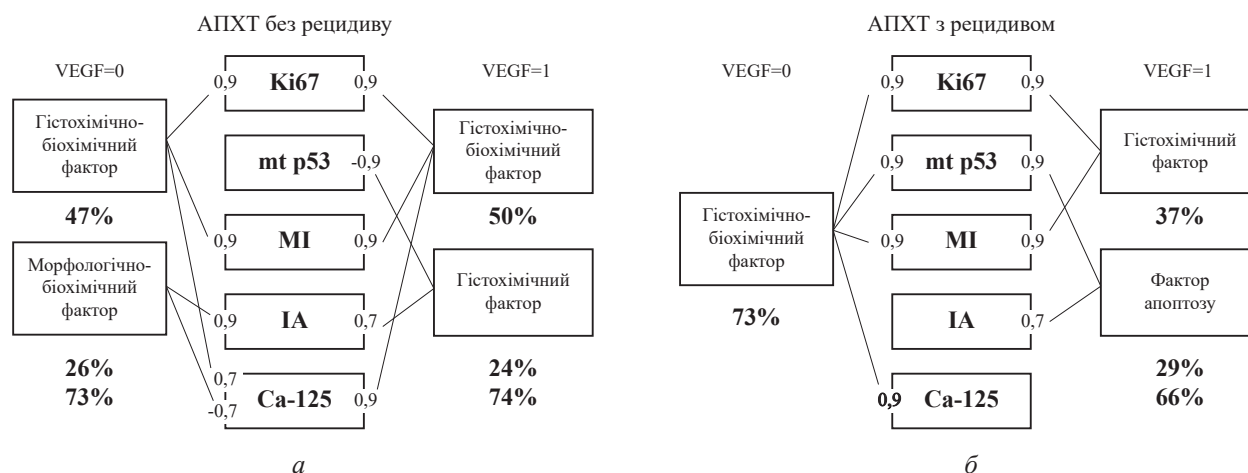 АПХТ без рецидиву
VEGF=0
VEGF=1
Гістохімічно-
біохімічний
фактор
47%
Морфологічно-
біохімічний
фактор
26%
73%
0,9 Ki67 0,9
mt p53 -0,9
0,9 MI 0,9
0,9 IA 0,7
0,7
-0,7 Ca-125 0,9
Гістохімічно-
біохімічний
фактор
50%
Гістохімічний
фактор
24%
74%
а
АПХТ з рецидивом
VEGF=0
VEGF=1
Гістохімічно-
біохімічний
фактор
73%
0,9 Ki67 0,9
0,9 mt p53 0,9
0,9 MI 0,9
IA 0,7
0,9 Ca-125
Гістохімічний
фактор
37%
Фактор
апоптозу
29%
66%
б